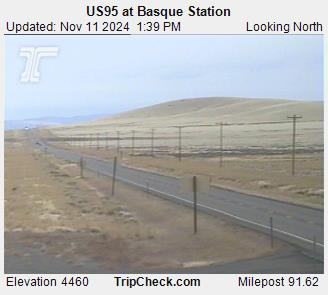 US95 at Basque Station
Updated: Nov 11 2024 1:39 PM Looking North
Elevation 4460 TripCheck.com Milepost 91.62